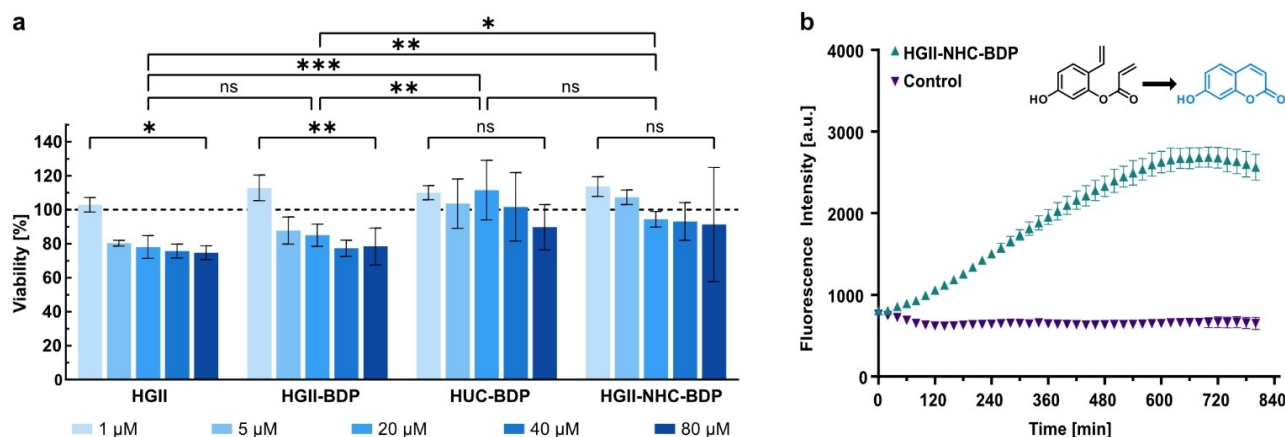 a
*
**
***
ns
**
ns
*
**
ns
ns
Viability [%]
140
120
100
80
60
40
20
0
HGII
HGII-BDP
HUC-BDP
HGII-NHC-BDP
1 µM
5 µM
20 µM
40 µM
80 µM
b
HGII-NHC-BDP
Control
HO
O
O
HO
O
O
Fluorescence Intensity [a.u.]
4000
3000
2000
1000
0
0
120
240
360
480
600
720
840
Time [min]